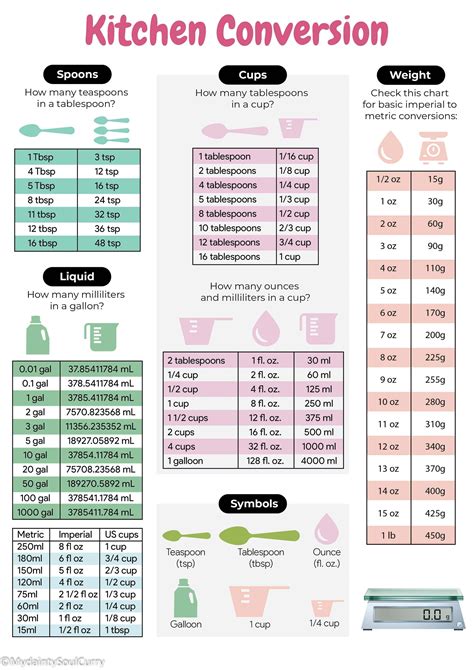 Kitchen Conversion
Spoons
How many teaspoons
in a tablespoon?
1 Tbsp 3 tsp
4 Tbsp 12 tsp
5 Tbsp 16 tsp
8 Tbsp 24 tsp
11 tbsp 32 tsp
12 tbsp 36 tsp
16 tbsp 48 tsp
Cups
How many tablespoons
in a cup?
1 tablespoon 1/16 cup
2 tablespoons 1/8 cup
4 tablespoons 1/4 cup
5 tablespoons 1/3 cup
8 tablespoons 1/2 cup
10 tablespoons 2/3 cup
12 tablespoons 3/4 cup
16 tablespoons 1 cup
Weight
Check this chart
for basic imperial to
metric conversions:
1/2 oz 15g
1 oz 30g
2 oz 60g
3 oz 90g
4 oz 110g
5 oz 140g
6 oz 170g
7 oz 200g
8 oz 225g
9 oz 255g
10 oz 280g
11 oz 310g
12 oz 340g
13 oz 370g
14 oz 400g
15 oz 425g
1 lb 450g
Liquid
How many milliliters
in a gallon?
0.01 gal 37.85411784 mL
0.1 gal 378.5411784 mL
1 gal 3785.411784 mL
2 gal 7570.823568 mL
3 gal 11356.235352 mL
5 gal 18927.05892 mL
10 gal 37854.11784 mL
20 gal 75708.23568 mL
50 gal 189270.5892 mL
100 gal 378541.1784 mL
1000 gal 3785411.784 mL
How many ounces
and milliliters in a cup?
2 tablespoons 1 fl. oz. 30 ml
1/4 cup 2 fl. oz. 60 ml
1/2 cup 4 fl. oz. 125 ml
1 cup 8 fl. oz. 250 ml
1 1/2 cups 12 fl. oz. 375 ml
2 cups 16 fl. oz. 500 ml
4 cups 32 fl. oz. 1000 ml
1 galloon 128 fl. oz. 4000 ml
Metric Imperial US cups
250ml 8 fl oz 1 cup
180ml 6 fl oz 3/4 cup
150ml 5 fl oz 2/3 cup
120ml 4 fl oz 1/2 cup
75ml 2 1/2 fl oz 1/3 cup
60ml 2 fl oz 1/4 cup
30ml 1 fl oz 1/8 cup
15ml 1/2 fl oz 1 tbsp
Symbols
Teaspoon
(tsp)
Tablespoon
(tbsp)
Ounce
(fl. oz)
Galloon
1 cup
1/4 cup
0.0 g
©MydaintySoulCurry